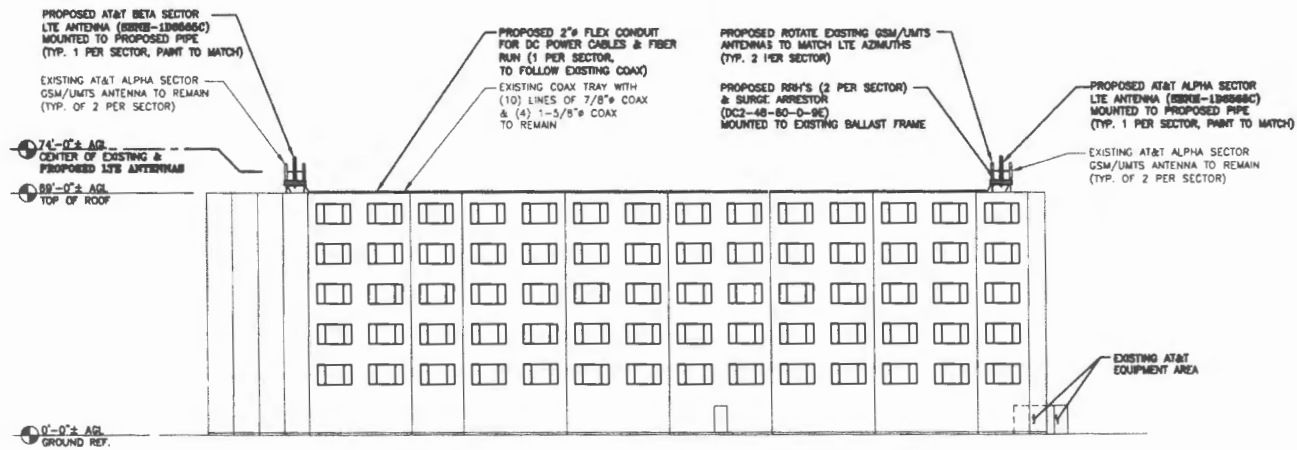 PROPOSED AT&T BETA SECTOR
LTE ANTENNA
MOUNTED TO PROPOSED PIPE
(TYP. 1 PER SECTOR, PAINT TO MATCH)
EXISTING AT&T ALPHA SECTOR
GSM/UMTS ANTENNA TO REMAIN
(TYP. OF 2 PER SECTOR)
74'-0"± AGL
CENTER OF EXISTING &
PROPOSED LTE ANTENNAS
69'-0"± AGL
TOP OF ROOF
PROPOSED 2"ø FLEX CONDUIT
FOR DC POWER CABLES & FIBER
RUN (1 PER SECTOR,
TO FOLLOW EXISTING COAX)
EXISTING COAX TRAY WITH
(10) LINES OF 7/8"ø COAX
& (4) 1-5/8"ø COAX
TO REMAIN
PROPOSED ROTATE EXISTING GSM/UMTS
ANTENNAS TO MATCH LTE AZIMUTHS
(TYP. 2 PER SECTOR)
PROPOSED RRH'S (2 PER SECTOR)
& SURGE ARRESTOR
(DC2-48-60-0-9E)
MOUNTED TO EXISTING BALLAST FRAME
PROPOSED AT&T ALPHA SECTOR
LTE ANTENNA
MOUNTED TO PROPOSED PIPE
(TYP. 1 PER SECTOR, PAINT TO MATCH)
EXISTING AT&T ALPHA SECTOR
GSM/UMTS ANTENNA TO REMAIN
(TYP. OF 2 PER SECTOR)
EXISTING AT&T
EQUIPMENT AREA
0'-0"± AGL
GROUND REF.